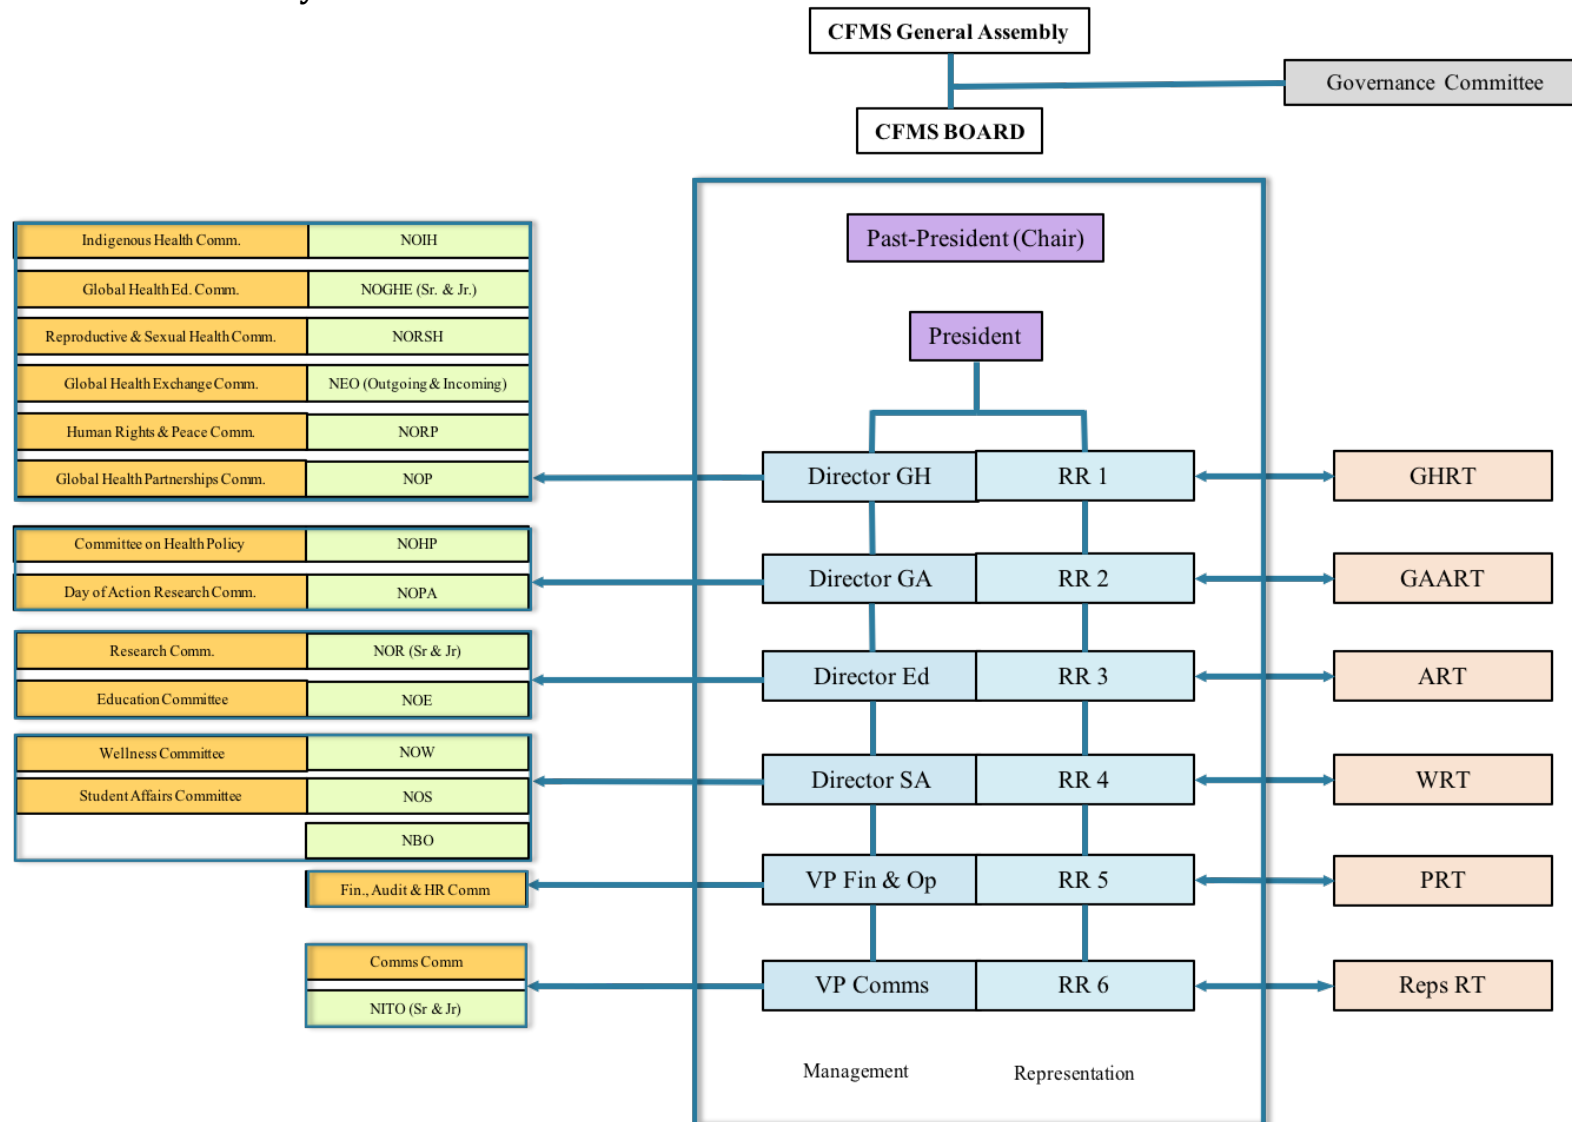 CFMS General Assembly
Governance Committee
CFMS BOARD
Past-President (Chair)
President
Indigenous Health Comm.
NOIH
Global Health Ed. Comm.
NOGHE (Sr. & Jr.)
Reproductive & Sexual Health Comm.
NORSH
Global Health Exchange Comm.
NEO (Outgoing & Incoming)
Human Rights & Peace Comm.
NORP
Global Health Partnerships Comm.
NOP
Director GH
RR 1
GHRT
Committee on Health Policy
NOHP
Day of Action Research Comm.
NOPA
Director GA
RR 2
GAART
Research Comm.
NOR (Sr & Jr)
Education Committee
NOE
Director Ed
RR 3
ART
Wellness Committee
NOW
Student Affairs Committee
NOS
NBO
Director SA
RR 4
WRT
Fin., Audit & HR Comm
VP Fin & Op
RR 5
PRT
Comms Comm
NITO (Sr & Jr)
VP Comms
RR 6
Reps RT
Management
Representation